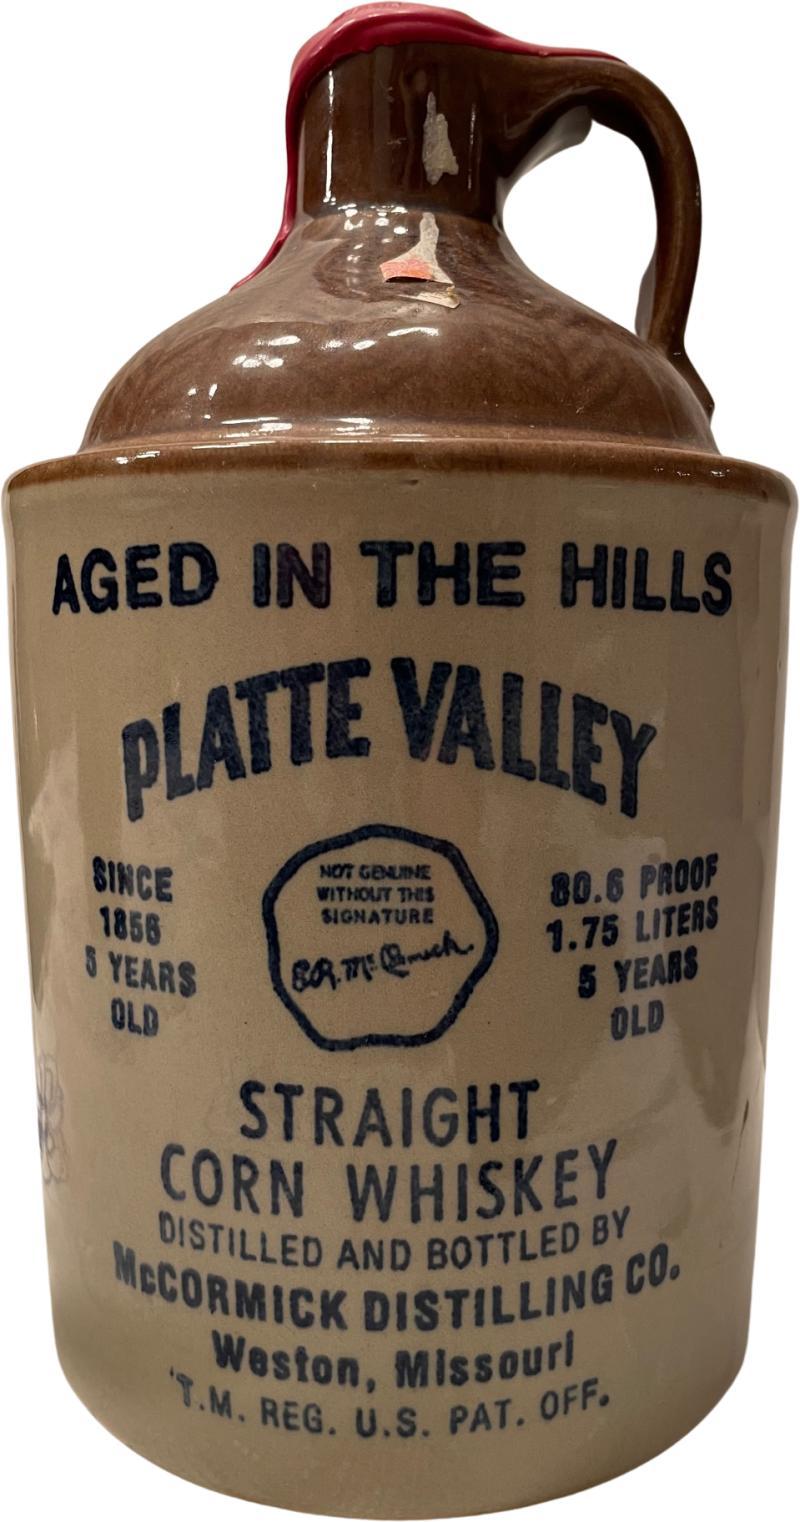 AGED IN THE HILLS
PLATTE VALLEY
SINCE
1856
5 YEARS
OLD
NOT GENUINE
WITHOUT THIS
SIGNATURE
80.6 PROOF
1.75 LITERS
5 YEARS
OLD
STRAIGHT
CORN WHISKEY
DISTILLED AND BOTTLED BY
McCORMICK DISTILLING CO.
Weston, Missouri
'T.M. REG. U.S. PAT. OFF.